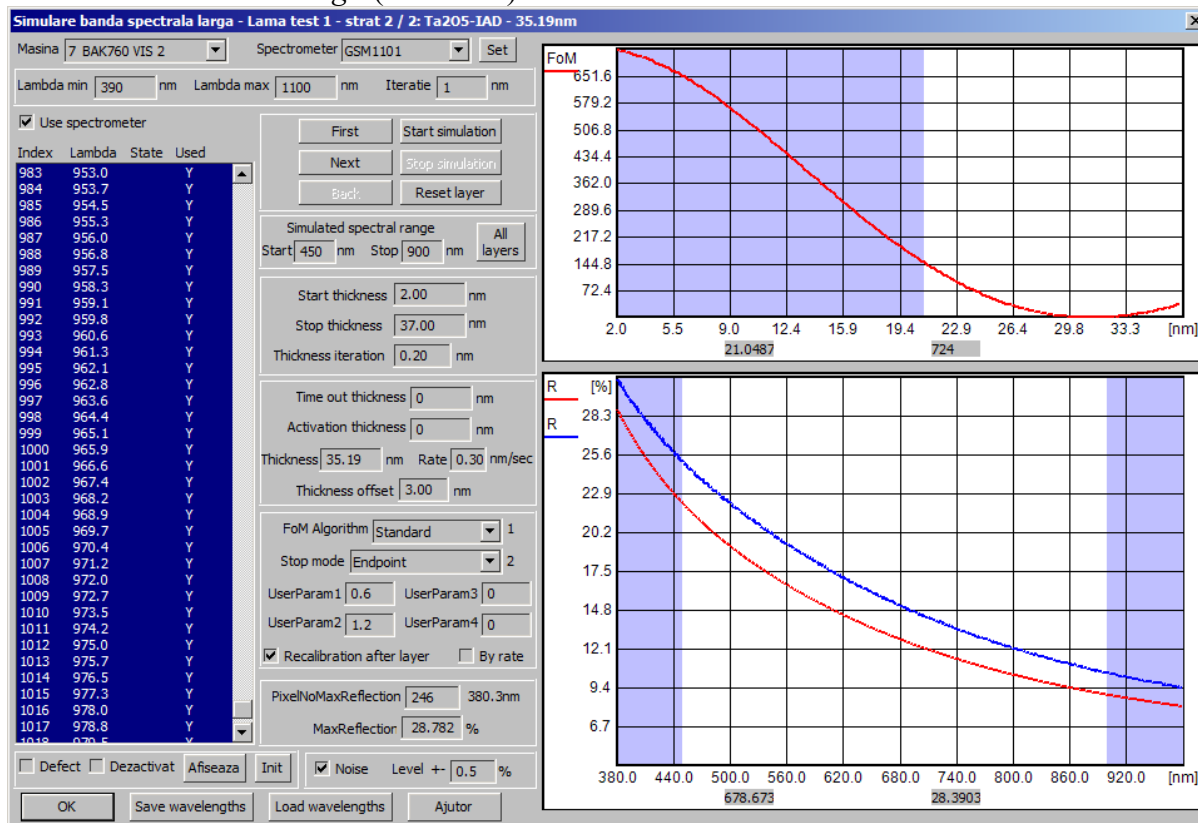 Simulare banda spectrala larga - Lama test 1 - strat 2 / 2: Ta2O5-IAD - 35.19nm
Masina 7 BAK760 VIS 2 Spectrometer GSM1101 Set
Lambda min 390 nm Lambda max 1100 nm Iteratie 1 nm
Use spectrometer
Index Lambda State Used
983 953.0 Y
984 953.7 Y
985 954.5 Y
986 955.3 Y
987 956.0 Y
988 956.8 Y
989 957.5 Y
990 958.3 Y
991 959.1 Y
992 959.8 Y
993 960.6 Y
994 961.3 Y
995 962.1 Y
996 962.8 Y
997 963.6 Y
998 964.4 Y
999 965.1 Y
1000 965.9 Y
1001 966.6 Y
1002 967.4 Y
1003 968.2 Y
1004 968.9 Y
1005 969.7 Y
1006 970.4 Y
1007 971.2 Y
1008 972.0 Y
1009 972.7 Y
1010 973.5 Y
1011 974.2 Y
1012 975.0 Y
1013 975.7 Y
1014 976.5 Y
1015 977.3 Y
1016 978.0 Y
1017 978.8 Y
First Start simulation
Next Stop simulation
Back Reset layer
Simulated spectral range
Start 450 nm Stop 900 nm All layers
Start thickness 2.00 nm
Stop thickness 37.00 nm
Thickness iteration 0.20 nm
Time out thickness 0 nm
Activation thickness 0 nm
Thickness 35.19 nm Rate 0.30 nm/sec
Thickness offset 3.00 nm
FoM Algorithm Standard 1
Stop mode Endpoint 2
UserParam1 0.6 UserParam3 0
UserParam2 1.2 UserParam4 0
Recalibration after layer By rate
PixelNoMaxReflection 246 380.3nm
MaxReflection 28.782 %
Defect Dezactivat Afiseaza Init Noise Level +- 0.5 %
OK Save wavelengths Load wavelengths Ajutor
FoM
651.6
579.2
506.8
434.4
362.0
289.6
217.2
144.8
72.4
2.0 5.5 9.0 12.4 15.9 19.4 22.9 26.4 29.8 33.3 [nm]
21.0487 724
R [%]
28.3
R
25.6
22.9
20.2
17.5
14.8
12.1
9.4
6.7
380.0 440.0 500.0 560.0 620.0 680.0 740.0 800.0 860.0 920.0 [nm]
678.673 28.3903